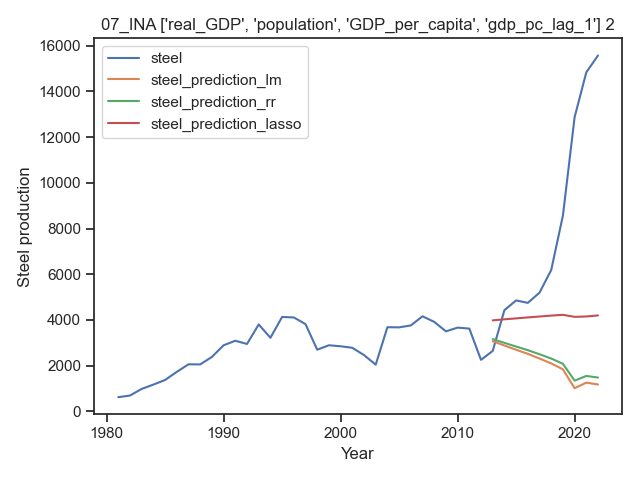 07_INA ['real_GDP', 'population', 'GDP_per_capita', 'gdp_pc_lag_1'] 2
steel
steel_prediction_lm
steel_prediction_rr
steel_prediction_lasso
16000
14000
12000
10000
8000
6000
4000
2000
0
Steel production
1980
1990
2000
2010
2020
Year